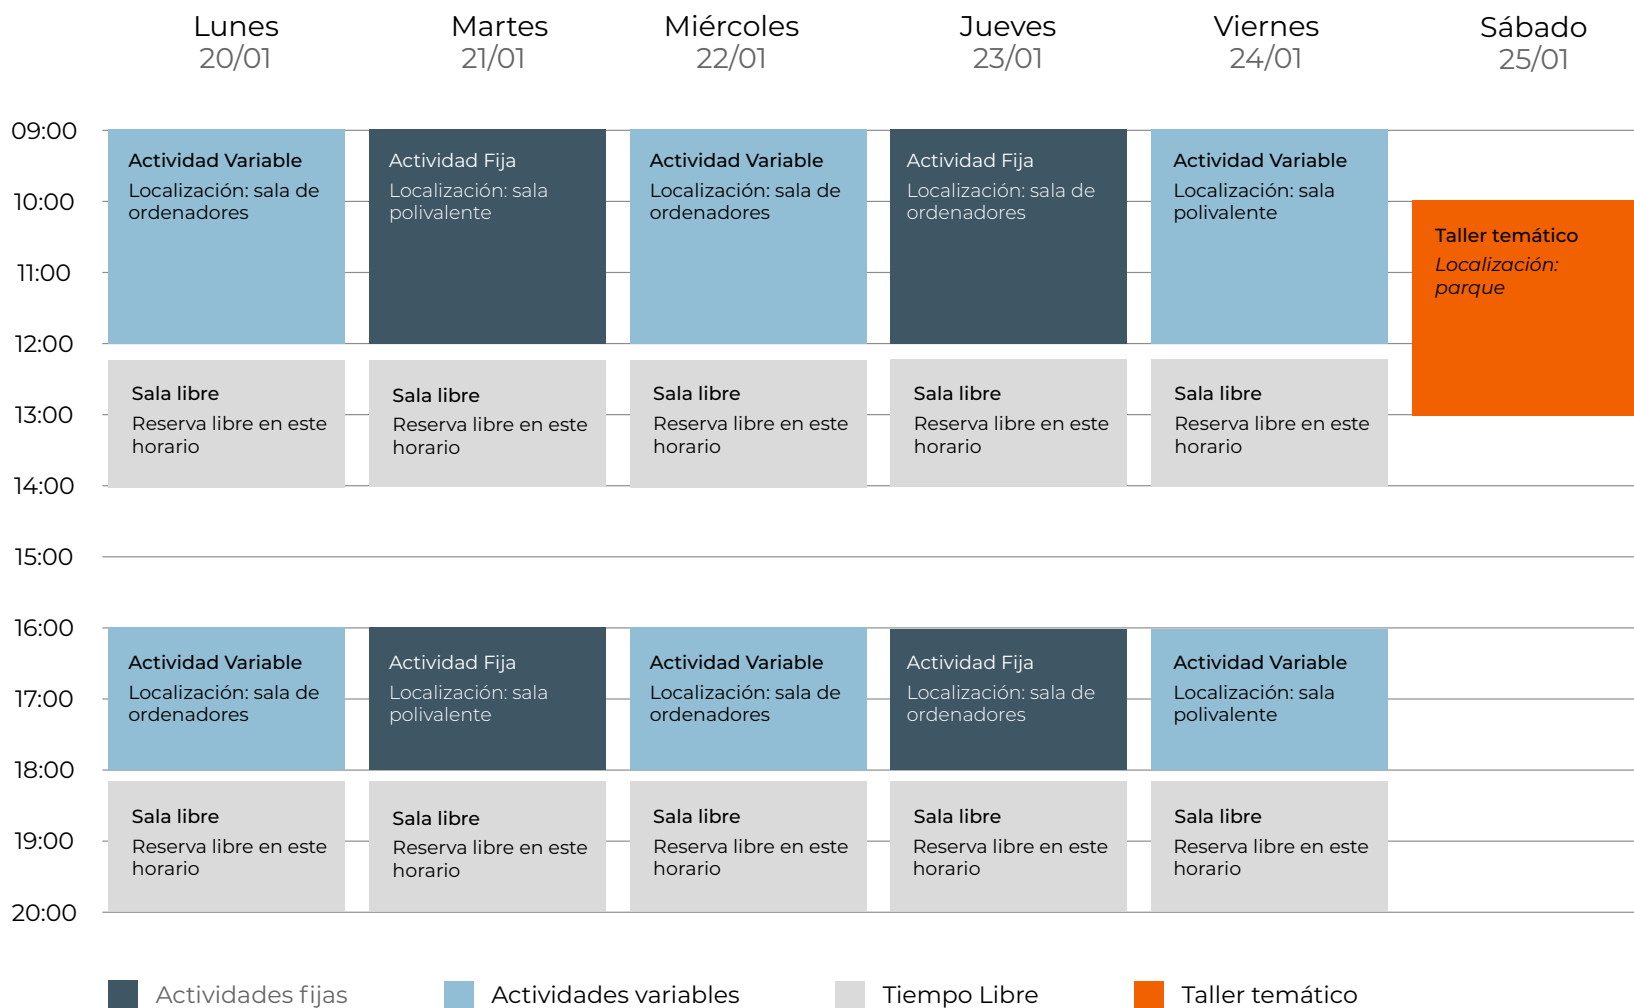 Lunes
20/01
Martes
21/01
Miércoles
22/01
Jueves
23/01
Viernes
24/01
Sábado
25/01
09:00
10:00
11:00
12:00
13:00
14:00
15:00
16:00
17:00
18:00
19:00
20:00
Actividad Variable
Localización: sala de
ordenadores
Actividad Fija
Localización: sala
polivalente
Actividad Variable
Localización: sala de
ordenadores
Actividad Fija
Localización: sala de
ordenadores
Actividad Variable
Localización: sala
polivalente
Taller temático
Localización:
parque
Sala libre
Reserva libre en este
horario
Sala libre
Reserva libre en este
horario
Sala libre
Reserva libre en este
horario
Sala libre
Reserva libre en este
horario
Sala libre
Reserva libre en este
horario
Actividad Variable
Localización: sala de
ordenadores
Actividad Fija
Localización: sala
polivalente
Actividad Variable
Localización: sala de
ordenadores
Actividad Fija
Localización: sala de
ordenadores
Actividad Variable
Localización: sala
polivalente
Sala libre
Reserva libre en este
horario
Sala libre
Reserva libre en este
horario
Sala libre
Reserva libre en este
horario
Sala libre
Reserva libre en este
horario
Sala libre
Reserva libre en este
horario
Actividades fijas
Actividades variables
Tiempo Libre
Taller temático